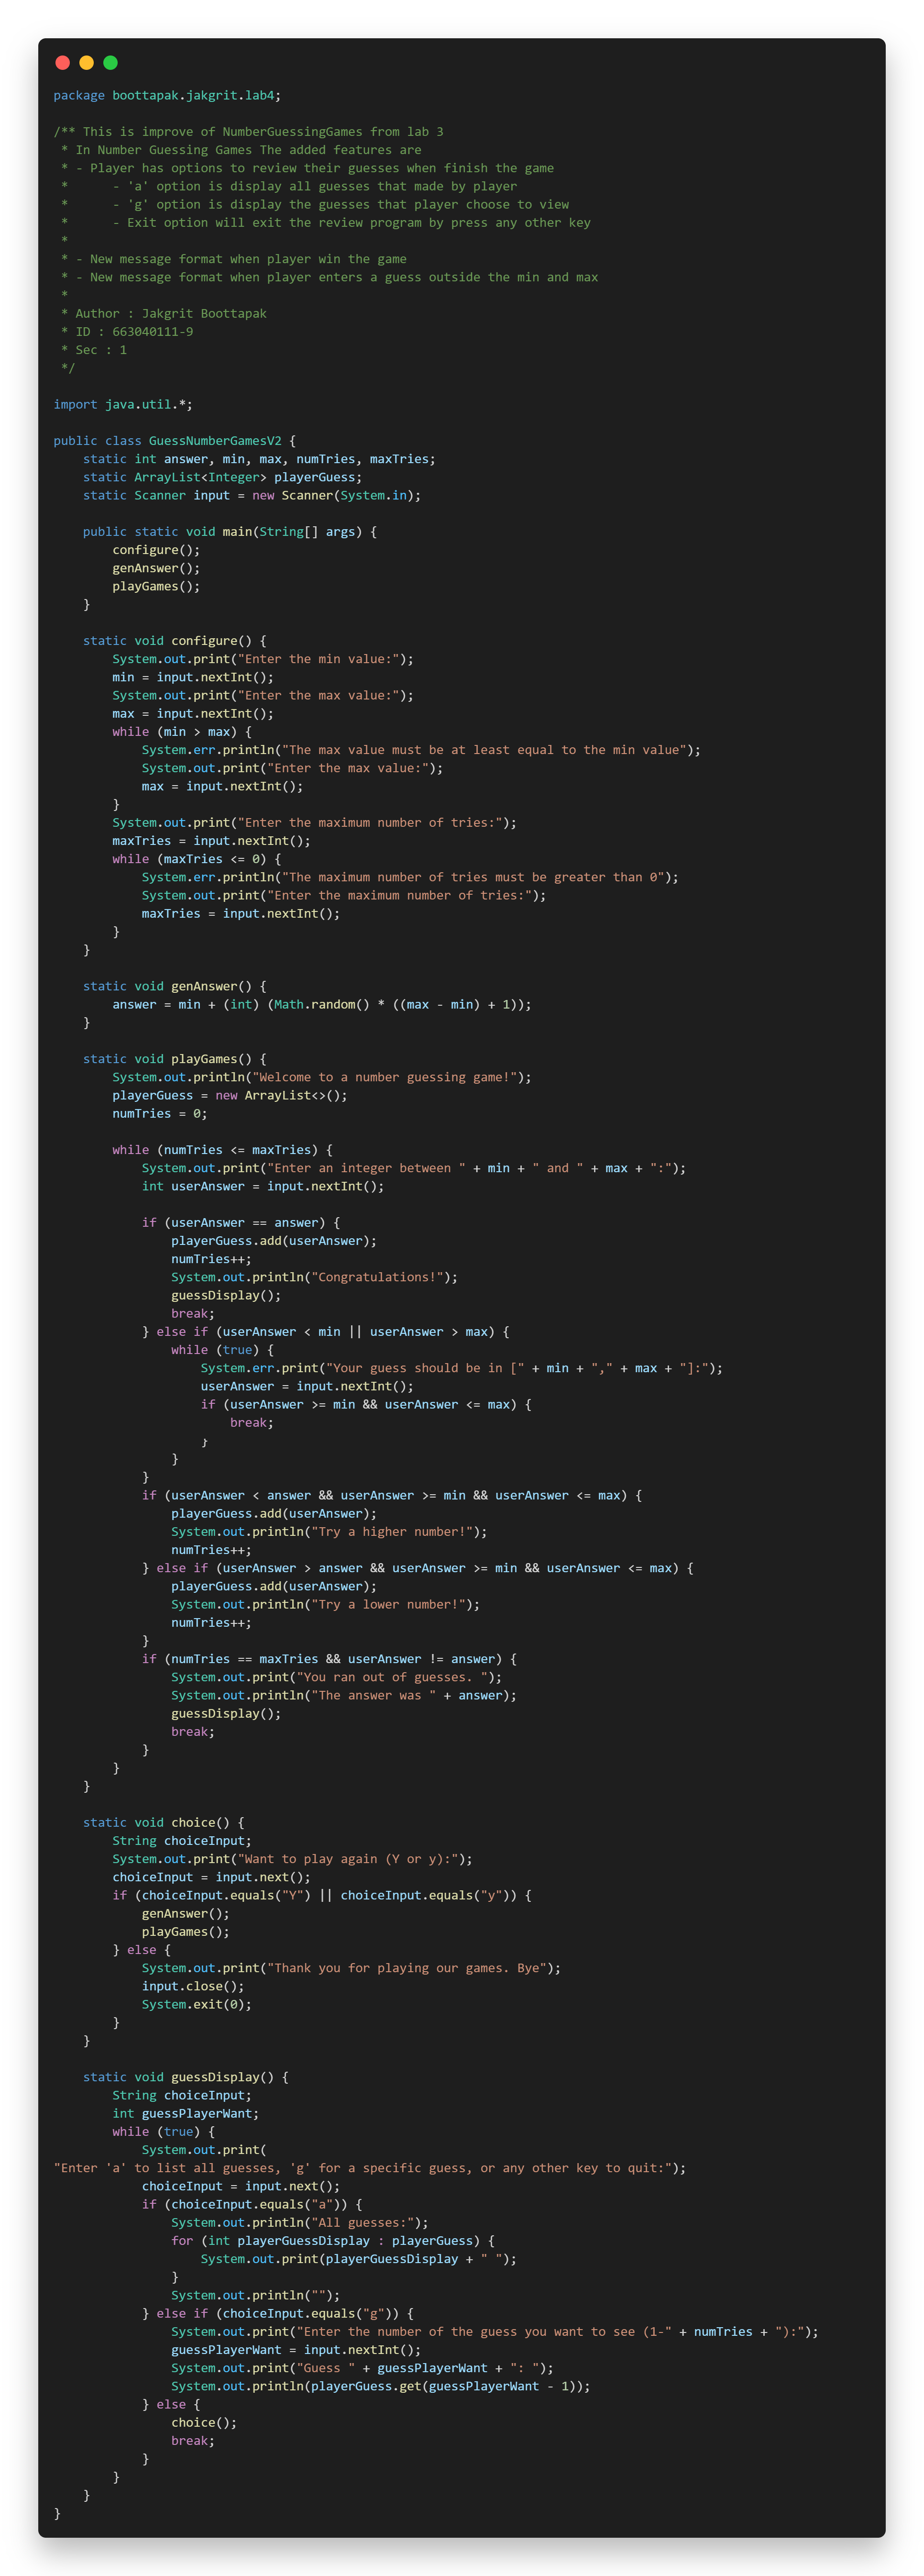 package boottapak.jakgrit.lab4;

/** This is improve of NumberGuessingGames from lab 3
 * In Number Guessing Games The added features are
 * - Player has options to review their guesses when finish the game
 *      - 'a' option is display all guesses that made by player
 *      - 'g' option is display the guesses that player choose to view
 *      - Exit option will exit the review program by press any other key
 *
 * - New message format when player win the game
 * - New message format when player enters a guess outside the min and max
 *
 * Author : Jakgrit Boottapak
 * ID : 663040111-9
 * Sec : 1
 */

import java.util.*;

public class GuessNumberGamesV2 {
    static int answer, min, max, numTries, maxTries;
    static ArrayList<Integer> playerGuess;
    static Scanner input = new Scanner(System.in);

    public static void main(String[] args) {
        configure();
        genAnswer();
        playGames();
    }

    static void configure() {
        System.out.print("Enter the min value:");
        min = input.nextInt();
        System.out.print("Enter the max value:");
        max = input.nextInt();
        while (min > max) {
            System.err.println("The max value must be at least equal to the min value");
            System.out.print("Enter the max value:");
            max = input.nextInt();
        }
        System.out.print("Enter the maximum number of tries:");
        maxTries = input.nextInt();
        while (maxTries <= 0) {
            System.err.println("The maximum number of tries must be greater than 0");
            System.out.print("Enter the maximum number of tries:");
            maxTries = input.nextInt();
        }
    }

    static void genAnswer() {
        answer = min + (int) (Math.random() * ((max - min) + 1));
    }

    static void playGames() {
        System.out.println("Welcome to a number guessing game!");
        playerGuess = new ArrayList<>();
        numTries = 0;

        while (numTries <= maxTries) {
            System.out.print("Enter an integer between " + min + " and " + max + ":");
            int userAnswer = input.nextInt();

            if (userAnswer == answer) {
                playerGuess.add(userAnswer);
                numTries++;
                System.out.println("Congratulations!");
                guessDisplay();
                break;
            } else if (userAnswer < min || userAnswer > max) {
                while (true) {
                    System.err.print("Your guess should be in [" + min + "," + max + "]:");
                    userAnswer = input.nextInt();
                    if (userAnswer >= min && userAnswer <= max) {
                        break;
                    }
                }
            }
            if (userAnswer < answer && userAnswer >= min && userAnswer <= max) {
                playerGuess.add(userAnswer);
                System.out.println("Try a higher number!");
                numTries++;
            } else if (userAnswer > answer && userAnswer >= min && userAnswer <= max) {
                playerGuess.add(userAnswer);
                System.out.println("Try a lower number!");
                numTries++;
            }
            if (numTries == maxTries && userAnswer != answer) {
                System.out.print("You ran out of guesses. ");
                System.out.println("The answer was " + answer);
                guessDisplay();
                break;
            }
        }
    }

    static void choice() {
        String choiceInput;
        System.out.print("Want to play again (Y or y):");
        choiceInput = input.next();
        if (choiceInput.equals("Y") || choiceInput.equals("y")) {
            genAnswer();
            playGames();
        } else {
            System.out.print("Thank you for playing our games. Bye");
            input.close();
            System.exit(0);
        }
    }

    static void guessDisplay() {
        String choiceInput;
        int guessPlayerWant;
        while (true) {
            System.out.print(
"Enter 'a' to list all guesses, 'g' for a specific guess, or any other key to quit:");
            choiceInput = input.next();
            if (choiceInput.equals("a")) {
                System.out.println("All guesses:");
                for (int playerGuessDisplay : playerGuess) {
                    System.out.print(playerGuessDisplay + " ");
                }
                System.out.println("");
            } else if (choiceInput.equals("g")) {
                System.out.print("Enter the number of the guess you want to see (1-" + numTries + "):");
                guessPlayerWant = input.nextInt();
                System.out.print("Guess " + guessPlayerWant + ": ");
                System.out.println(playerGuess.get(guessPlayerWant - 1));
            } else {
                choice();
                break;
            }
        }
    }
}